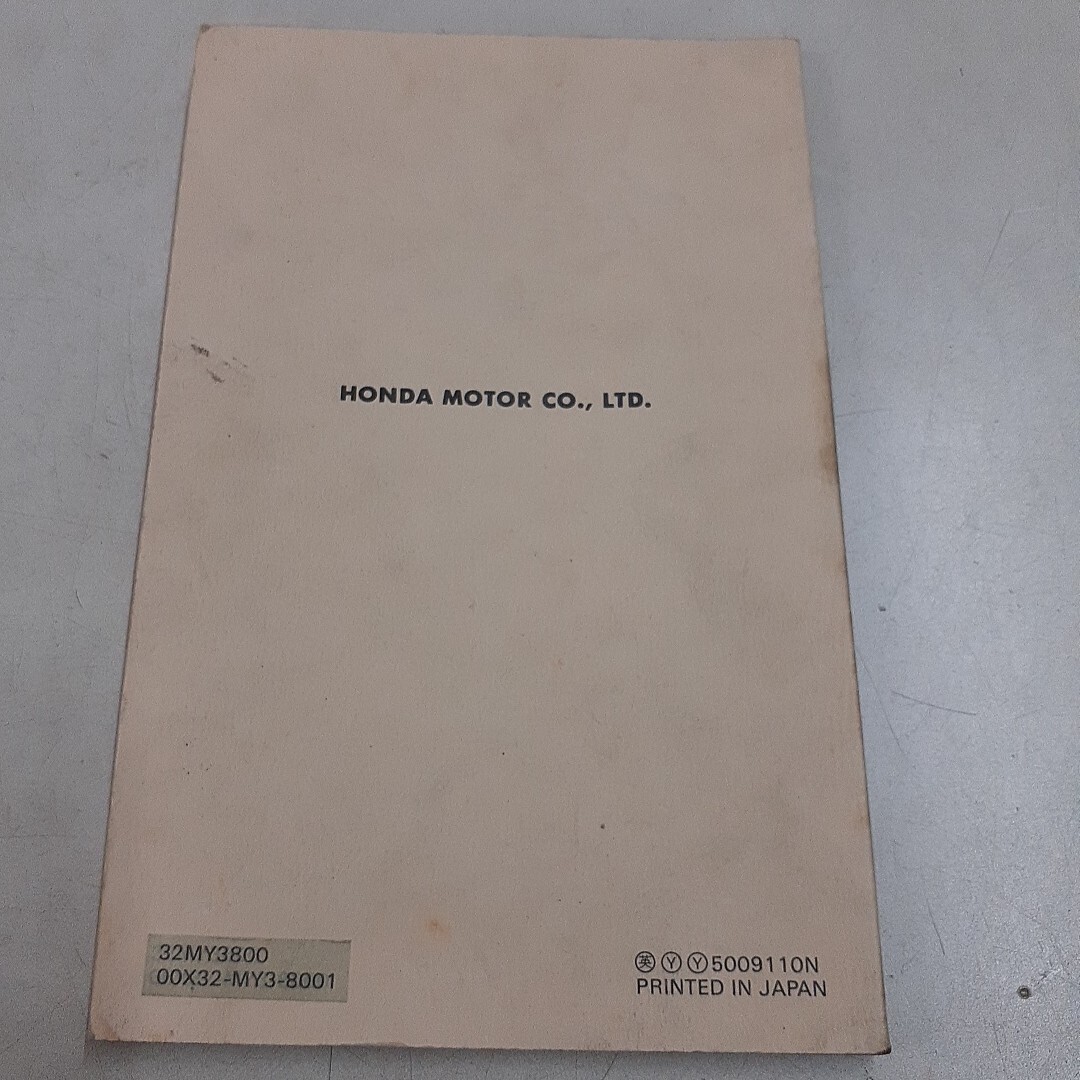 HONDA MOTOR CO., LTD.
32MY3800
00X32-MY3-8001
㊍ⓎⓎ5009110N
PRINTED IN JAPAN